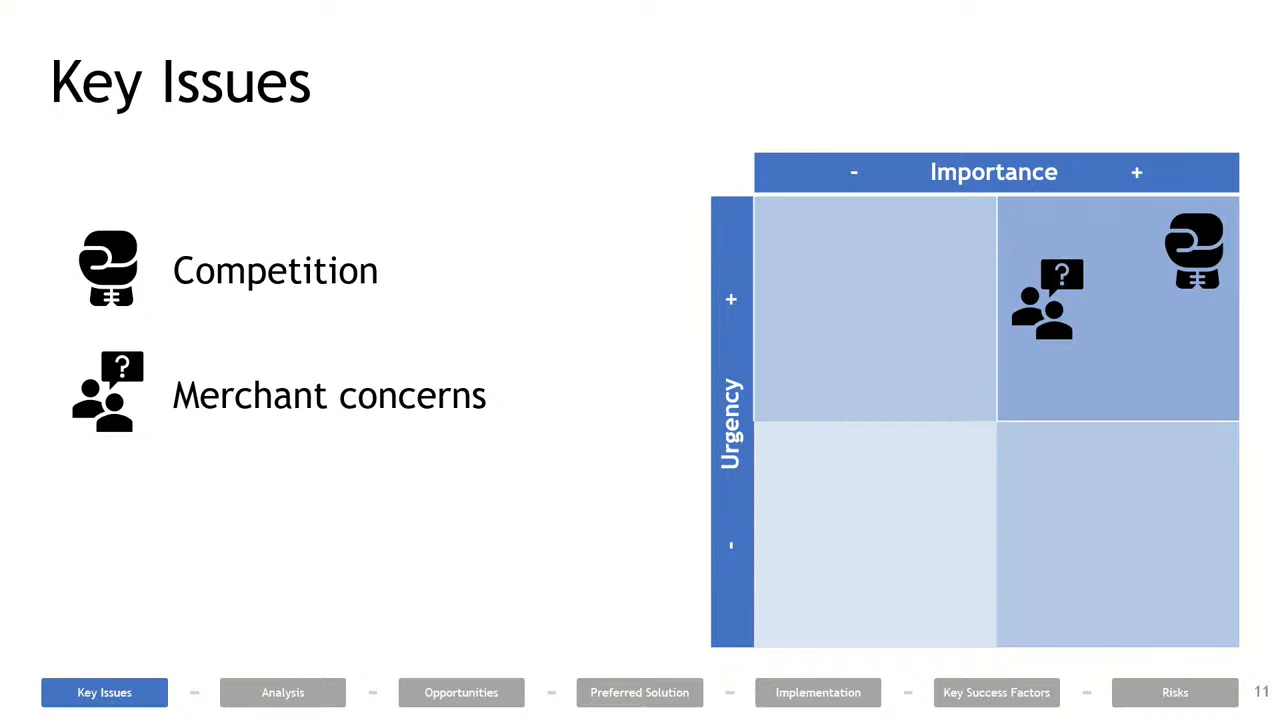 Key Issues
- Importance +
Competition
?
+
Urgency
-
?
Merchant concerns
Key Issues - Analysis - Opportunities - Preferred Solution - Implementation - Key Success Factors - Risks 11